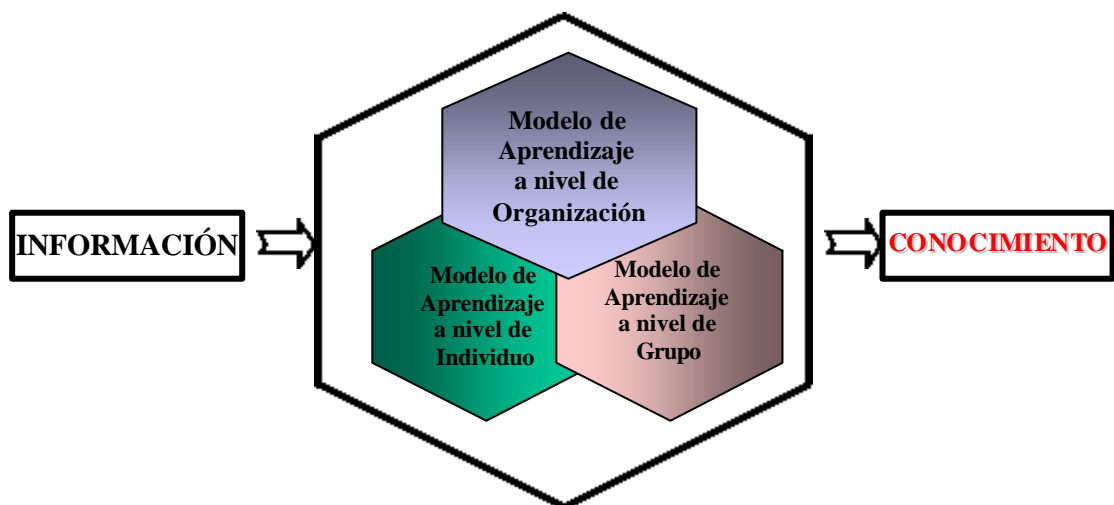 INFORMACIÓN
Modelo de
Aprendizaje
a nivel de
Organización
Modelo de
Aprendizaje
a nivel de
Individuo
Modelo de
Aprendizaje
a nivel de
Grupo
CONOCIMIENTO